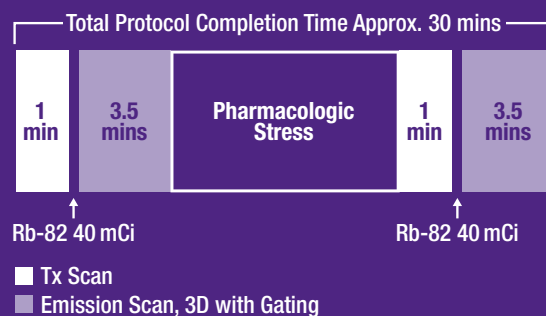 Total Protocol Completion Time Approx. 30 mins
1
min
3.5
mins
Pharmacologic
Stress
1
min
3.5
mins
Rb-82 40 mCi
Rb-82 40 mCi
Tx Scan
Emission Scan, 3D with Gating